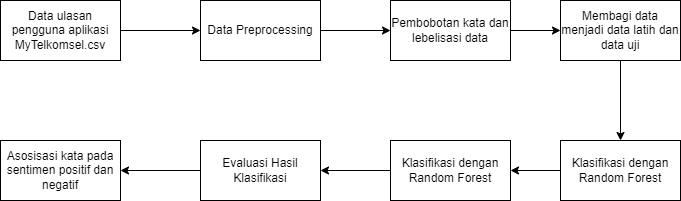 Data ulasan
pengguna aplikasi
MyTelkomsel.csv
Data Preprocessing
Pembobotan kata dan
lebelisasi data
Membagi data
menjadi data latih dan
data uji
Klasifikasi dengan
Random Forest
Klasifikasi dengan
Random Forest
Evaluasi Hasil
Klasifikasi
Asosisasi kata pada
sentimen positif dan
negatif